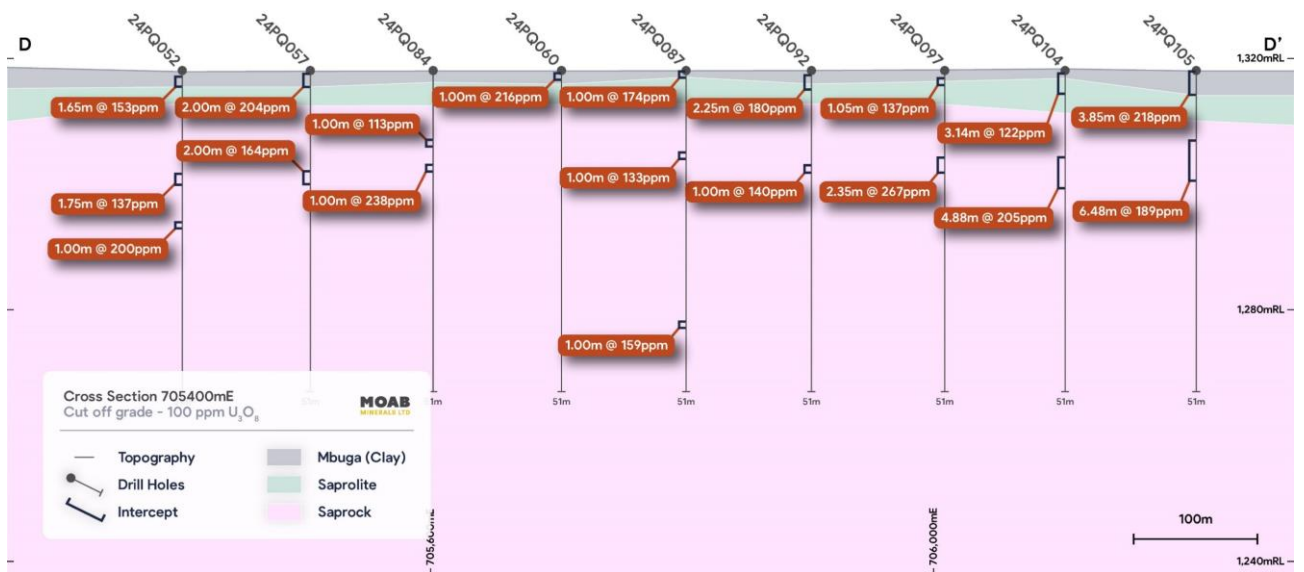 D
24PQ052
24PQ057
24PQ084
24PQ060
24PQ087
24PQ092
24PQ097
24PQ104
24PQ105
D'
1,320mRL
1.65m @ 153ppm
2.00m @ 204ppm
1.00m @ 113ppm
1.00m @ 216ppm
1.00m @ 174ppm
2.25m @ 180ppm
1.05m @ 137ppm
3.14m @ 122ppm
3.85m @ 218ppm
2.00m @ 164ppm
1.00m @ 133ppm
1.75m @ 137ppm
1.00m @ 238ppm
1.00m @ 140ppm
2.35m @ 267ppm
4.88m @ 205ppm
6.48m @ 189ppm
1.00m @ 200ppm
1,280mRL
1.00m @ 159ppm
51m
51m
51m
51m
51m
51m
51m
51m
Cross Section 705400mE
Cut off grade - 100 ppm U₃O₈
MOAB
MINERALS LTD
Topography
Drill Holes
Intercept
Mbuga (Clay)
Saprolite
Saprock
705,600mE
706,000mE
100m
1,240mRL